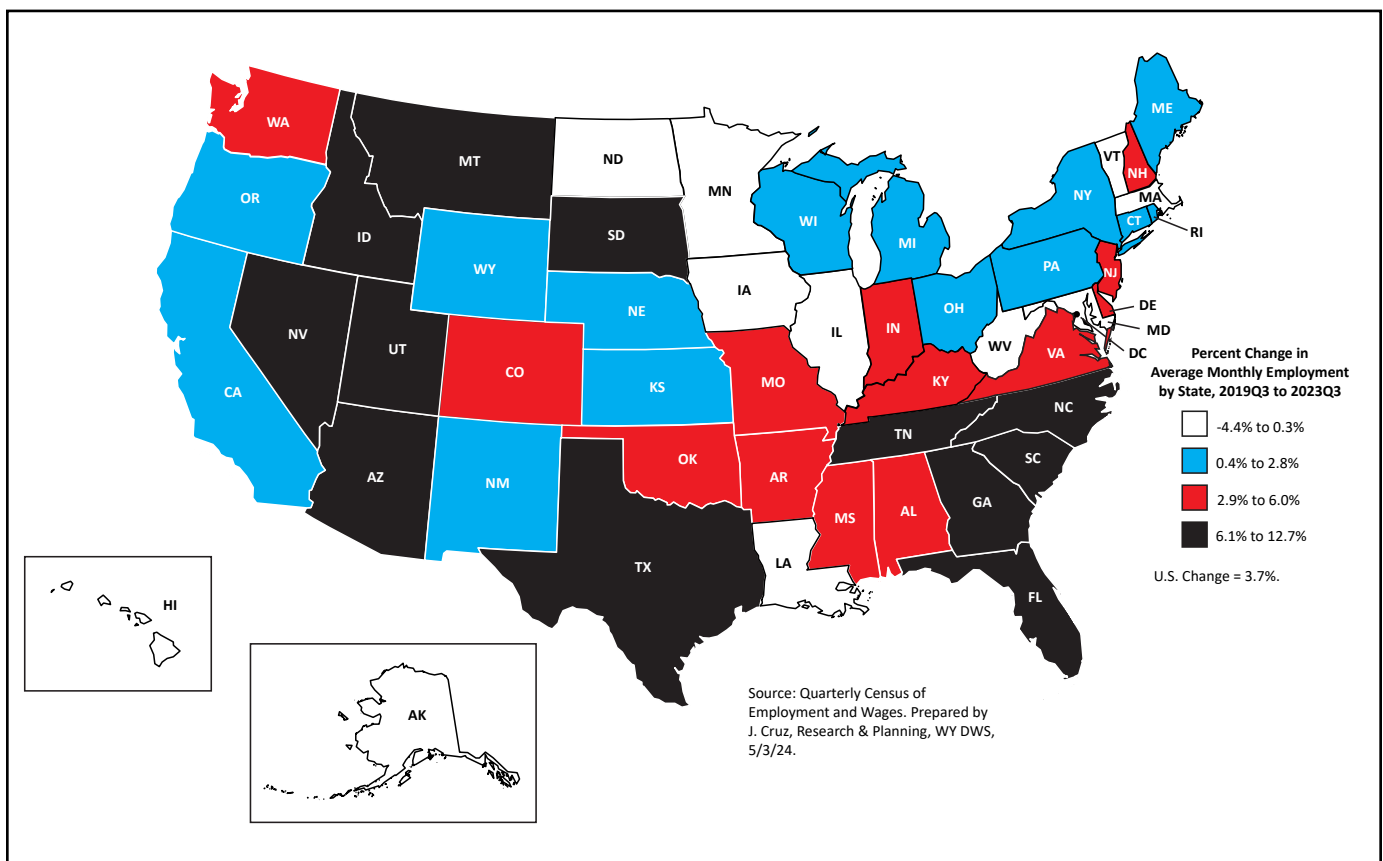 WA
MT
ND
MN
ME
VT
NH
OR
ID
SD
WI
MI
NY
MA
CT
RI
WY
IA
PA
NJ
NE
NV
UT
CO
IL
IN
OH
WV
VA
DE
MD
DC
CA
KS
MO
KY
AZ
NM
OK
AR
TN
NC
SC
MS
AL
GA
TX
LA
FL
HI
AK
Percent Change in
Average Monthly Employment
by State, 2019Q3 to 2023Q3
-4.4% to 0.3%
0.4% to 2.8%
2.9% to 6.0%
6.1% to 12.7%
U.S. Change = 3.7%.
Source: Quarterly Census of
Employment and Wages. Prepared by
J. Cruz, Research & Planning, WY DWS,
5/3/24.